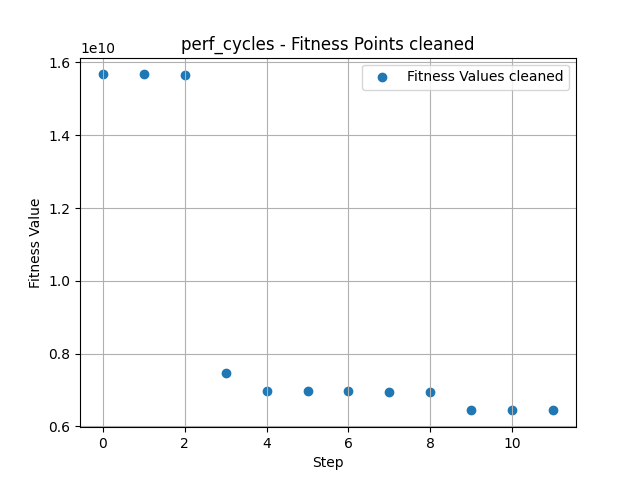 perf_cycles - Fitness Points cleaned
1e10
Fitness Values cleaned
1.6
1.4
1.2
1.0
0.8
0.6
Fitness Value
0 2 4 6 8 10
Step